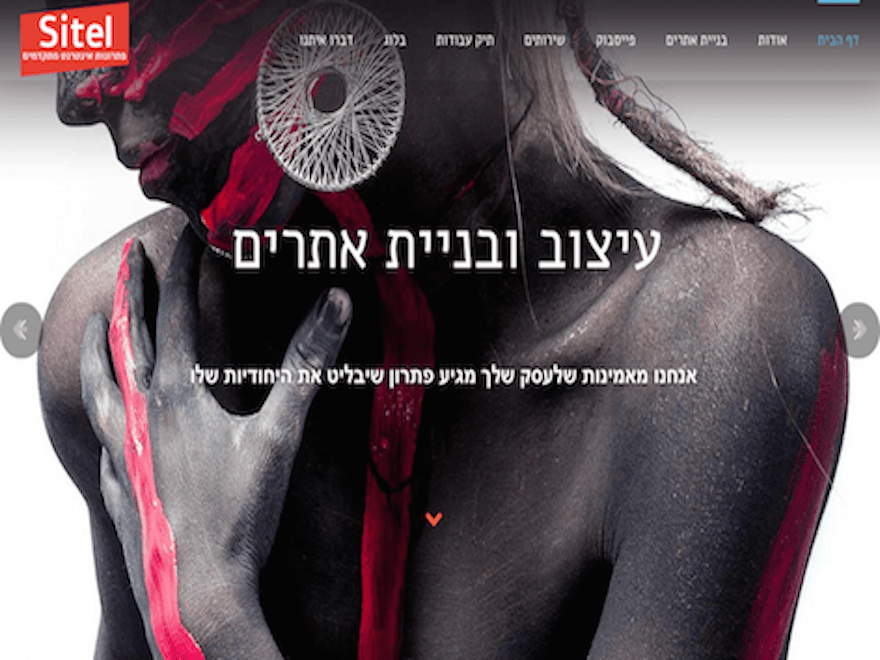 Sitel
פתרונות אינטרנט מתקדמים
דף הבית אודות בניית אתרים פייסבוק שירותים תיק עבודות בלוג דברו איתנו
עיצוב ובניית אתרים
אנחנו מאמינות שלעסק שלך מגיע פתרון שיבליט את היחודיות שלו